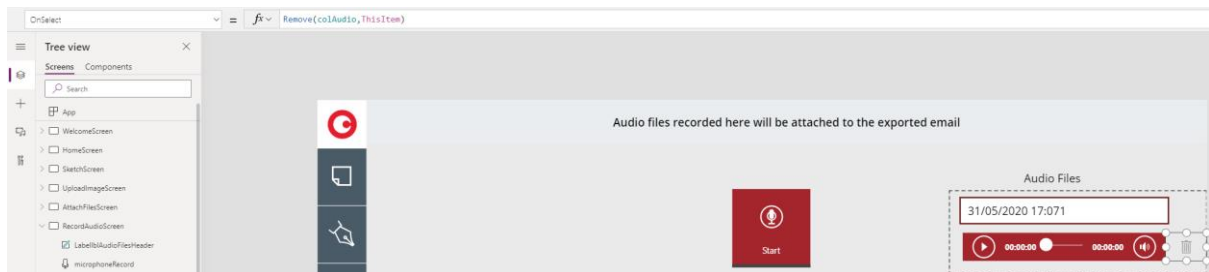 OnSelect = fx Remove(colAudio,ThisItem)
Tree view
Screens Components
Search
App
WelcomeScreen
HomeScreen
SketchScreen
UploadImageScreen
AttachFilesScreen
RecordAudioScreen
LabellblAudioFilesHeader
microphoneRecord
Audio files recorded here will be attached to the exported email
Start
Audio Files
31/05/2020 17:071
00:00:00 00:00:00